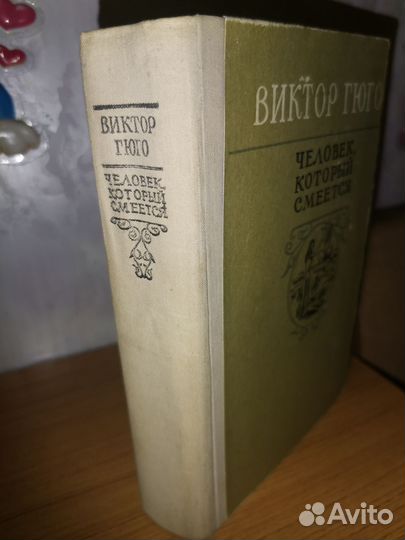 ВИКТОР
ГЮГО
ЧЕЛОВЕК,
КОТОРЫЙ
СМЕЕТСЯ
ВИКТОР ГЮГО
ЧЕЛОВЕК,
КОТОРЫЙ
СМЕЕТСЯ
Avito